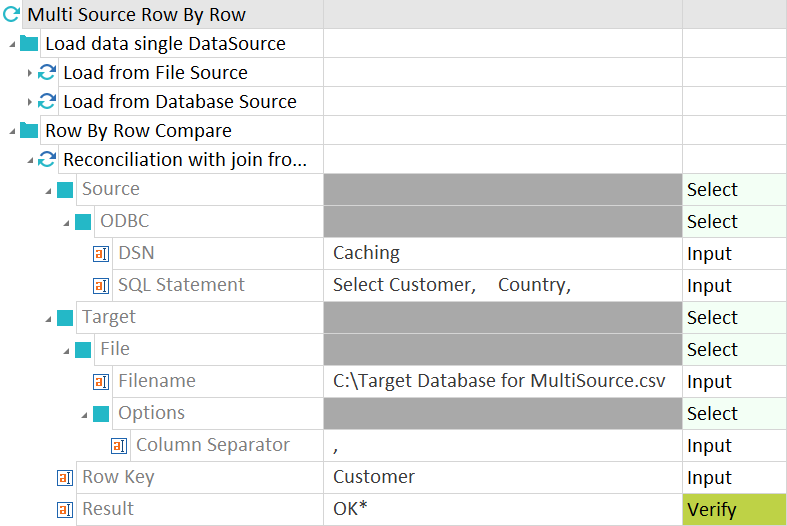 Multi Source Row By Row
Load data single DataSource
Load from File Source
Load from Database Source
Row By Row Compare
Reconciliation with join fro...
Source Select
ODBC Select
DSN Caching Input
SQL Statement Select Customer, Country, Input
Target Select
File Select
Filename C:\Target Database for MultiSource.csv Input
Options Select
Column Separator , Input
Row Key Customer Input
Result OK* Verify